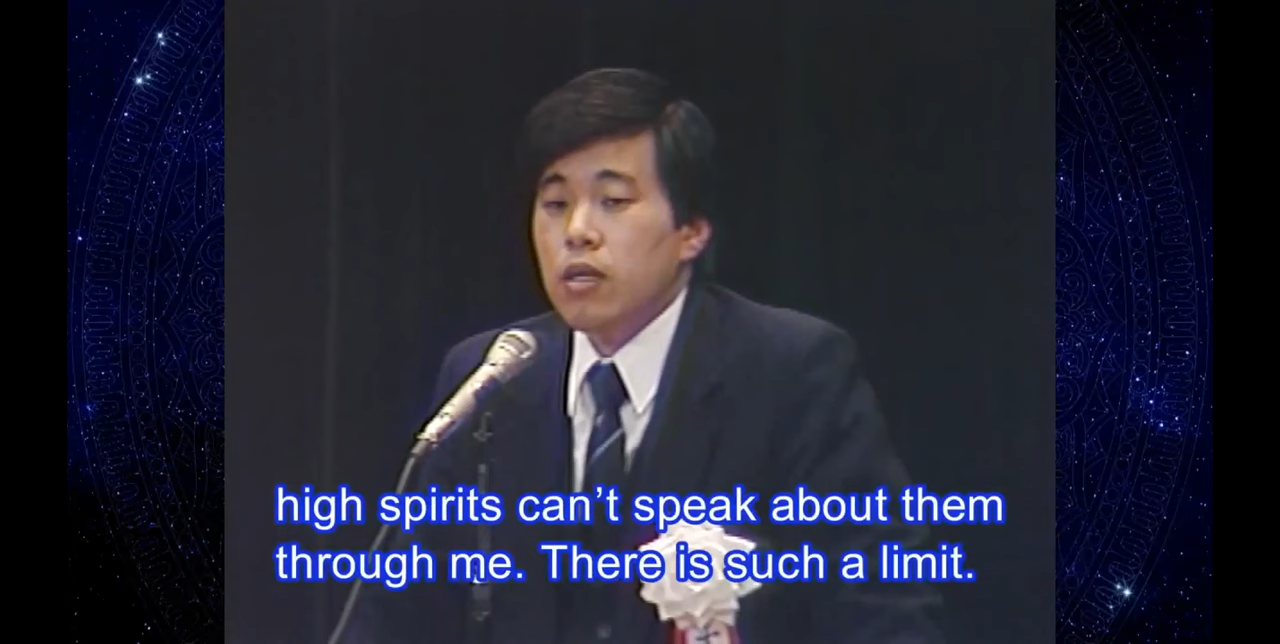 high spirits can’t speak about them
through me. There is such a limit.